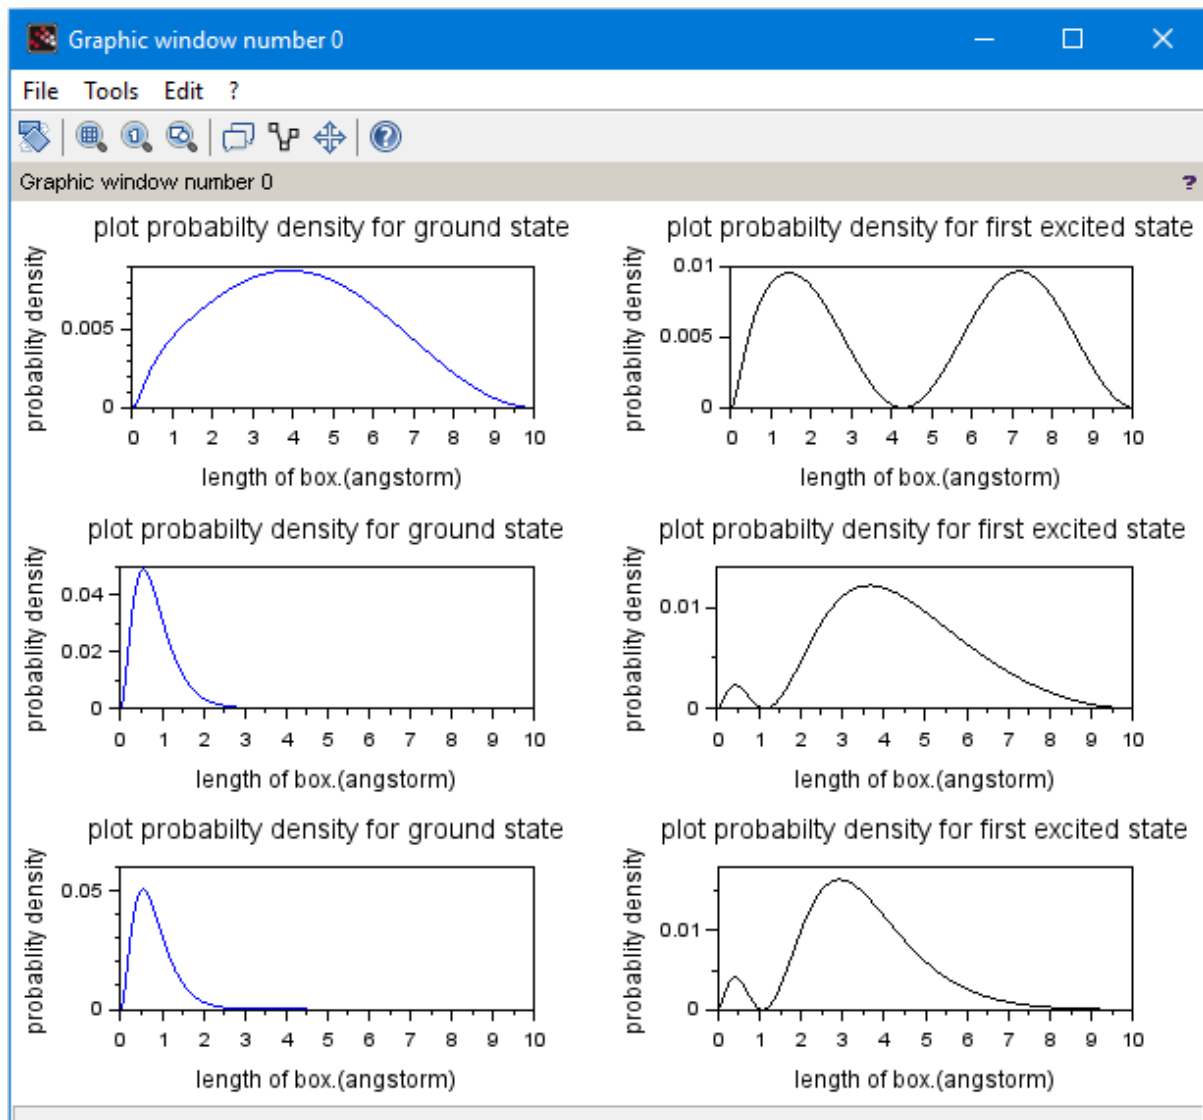 Graphic window number 0
File Tools Edit ?
Graphic window number 0 ?
plot probabilty density for ground state
probablity density
0.005
0
0 1 2 3 4 5 6 7 8 9 10
length of box.(angstorm)
plot probabilty density for first excited state
probablity density
0.01
0.005
0
0 1 2 3 4 5 6 7 8 9 10
length of box.(angstorm)
plot probabilty density for ground state
probablity density
0.04
0.02
0
0 1 2 3 4 5 6 7 8 9 10
length of box.(angstorm)
plot probabilty density for first excited state
probablity density
0.01
0
0 1 2 3 4 5 6 7 8 9 10
length of box.(angstorm)
plot probabilty density for ground state
probablity density
0.05
0
0 1 2 3 4 5 6 7 8 9 10
length of box.(angstorm)
plot probabilty density for first excited state
probablity density
0.01
0
0 1 2 3 4 5 6 7 8 9 10
length of box.(angstorm)